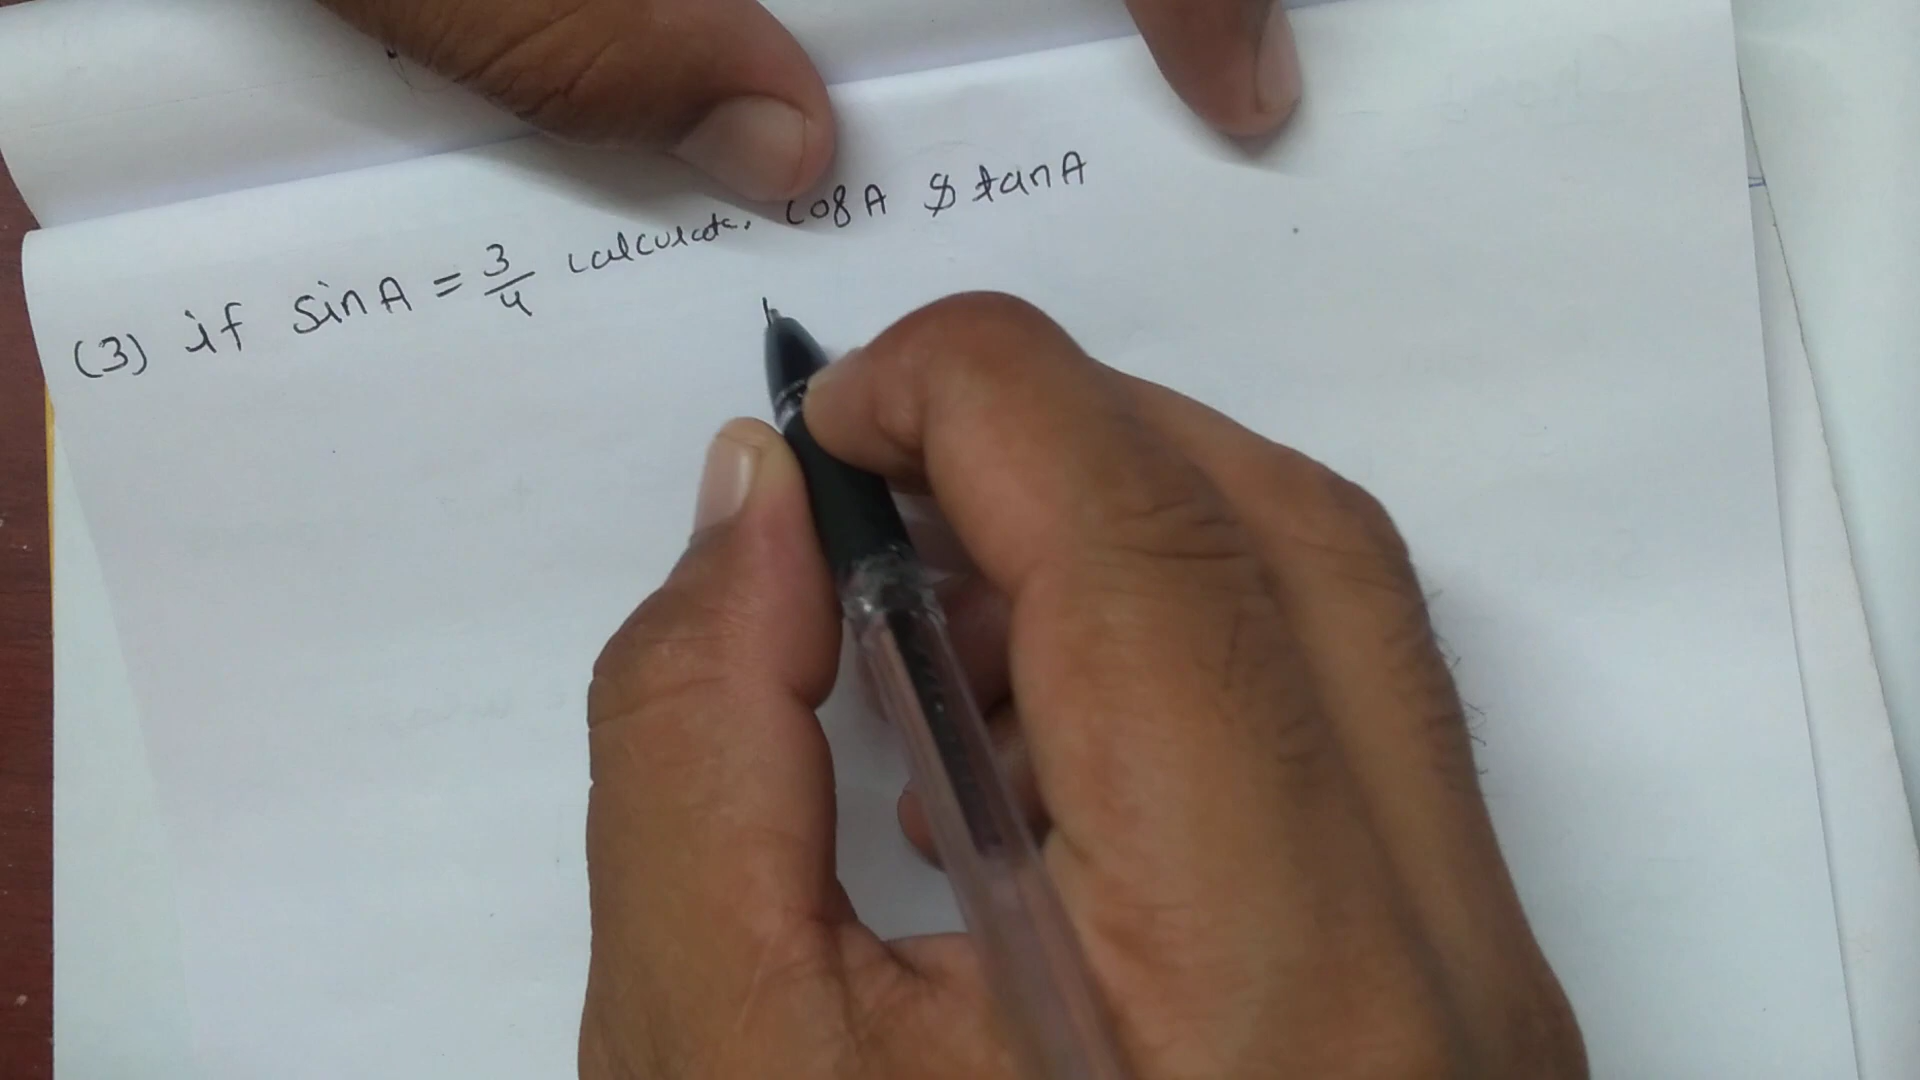 (3) if sin A = 3/4 calculate. cos A & tan A